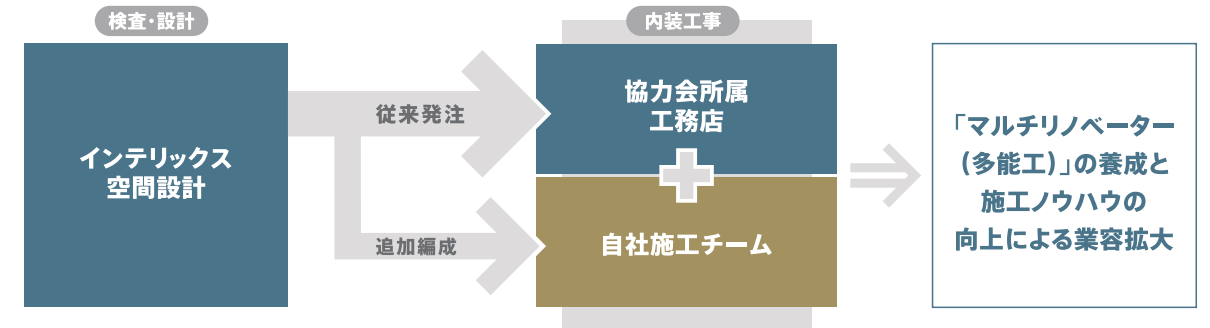 検査・設計
インテリックス
空間設計
従来発注
追加編成
内装工事
協力会所属
工務店
自社施工チーム
「マルチリノベーター
(多能工)」の養成と
施工ノウハウの
向上による業容拡大